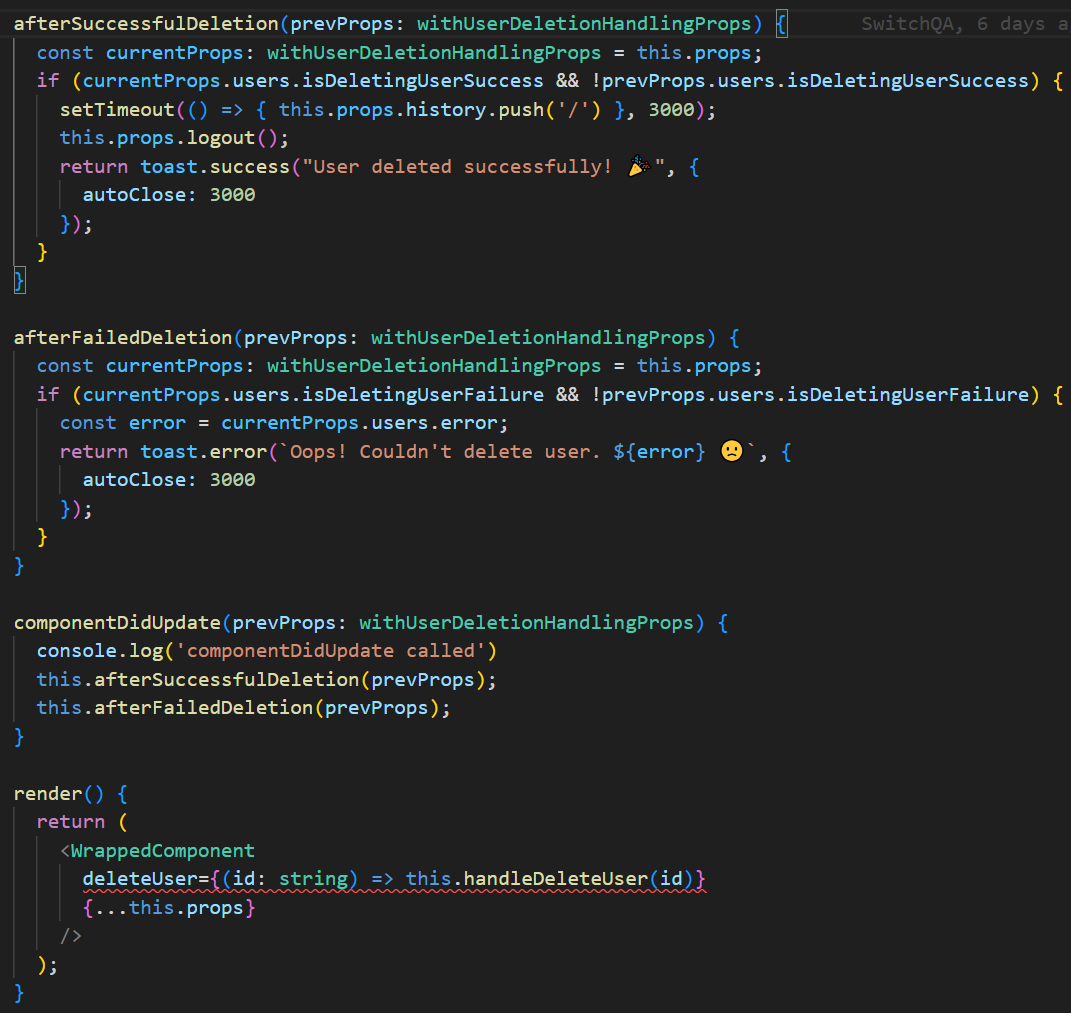 afterSuccessfulDeletion(prevProps: withUserDeletionHandlingProps) { SwitchQA, 6 days a
const currentProps: withUserDeletionHandlingProps = this.props;
if (currentProps.users.isDeletingUserSuccess && !prevProps.users.isDeletingUserSuccess) {
setTimeout(() => { this.props.history.push('/') }, 3000);
this.props.logout();
return toast.success("User deleted successfully! 🎉", {
autoClose: 3000
});
}
}
afterFailedDeletion(prevProps: withUserDeletionHandlingProps) {
const currentProps: withUserDeletionHandlingProps = this.props;
if (currentProps.users.isDeletingUserFailure && !prevProps.users.isDeletingUserFailure) {
const error = currentProps.users.error;
return toast.error(`Oops! Couldn't delete user. ${error} 🙁`, {
autoClose: 3000
});
}
}
componentDidUpdate(prevProps: withUserDeletionHandlingProps) {
console.log('componentDidUpdate called')
this.afterSuccessfulDeletion(prevProps);
this.afterFailedDeletion(prevProps);
}
render() {
return (
<WrappedComponent
deleteUser={(id: string) => this.handleDeleteUser(id)}
{...this.props}
/>
);
}